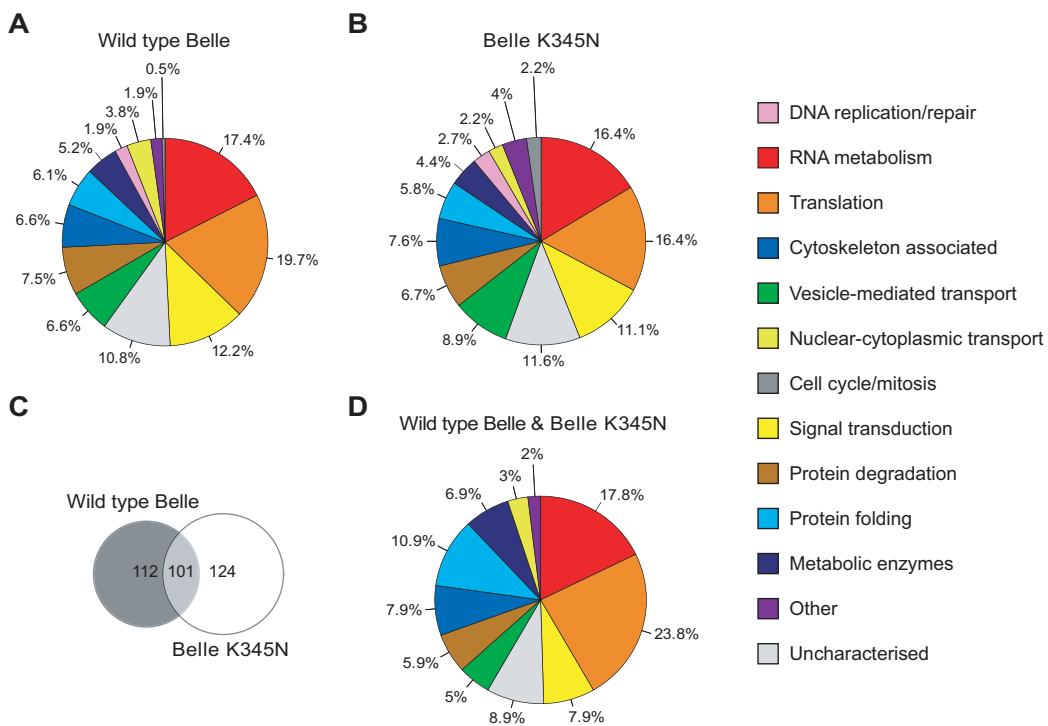 A
Wild type Belle
0.5%
1.9%
3.8%
1.9%
5.2%
6.1%
6.6%
7.5%
6.6%
10.8%
12.2%
19.7%
17.4%
B
Belle K345N
2.2%
4%
2.2%
2.7%
4.4%
5.8%
7.6%
6.7%
8.9%
11.6%
11.1%
16.4%
16.4%
C
Wild type Belle
112 101 124
Belle K345N
D
Wild type Belle & Belle K345N
2%
3%
6.9%
10.9%
7.9%
5.9%
5%
8.9%
7.9%
23.8%
17.8%
DNA replication/repair
RNA metabolism
Translation
Cytoskeleton associated
Vesicle-mediated transport
Nuclear-cytoplasmic transport
Cell cycle/mitosis
Signal transduction
Protein degradation
Protein folding
Metabolic enzymes
Other
Uncharacterised